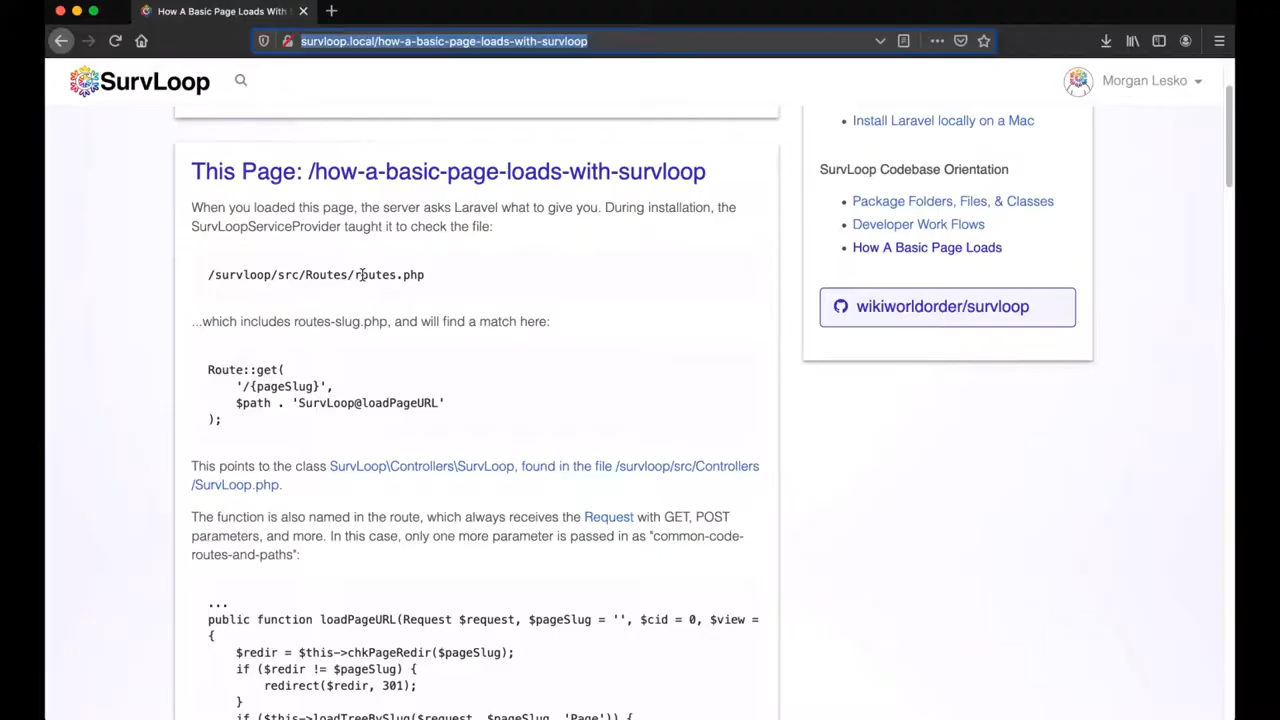 How A Basic Page Loads With
survloop.local/how-a-basic-page-loads-with-survloop
SurvLoop
Morgan Lesko
This Page: /how-a-basic-page-loads-with-survloop
When you loaded this page, the server asks Laravel what to give you. During installation, the
SurvLoopServiceProvider taught it to check the file:
/survloop/src/Routes/routes.php
...which includes routes-slug.php, and will find a match here:
Route::get(
'/{pageSlug}',
$path . 'SurvLoop@loadPageURL'
);
This points to the class SurvLoop\Controllers\SurvLoop, found in the file /survloop/src/Controllers
/SurvLoop.php.
The function is also named in the route, which always receives the Request with GET, POST
parameters, and more. In this case, only one more parameter is passed in as "common-code-
routes-and-paths":
...
public function loadPageURL(Request $request, $pageSlug = '', $cid = 0, $view =
{
$redir = $this->chkPageRedir($pageSlug);
if ($redir != $pageSlug) {
redirect($redir, 301);
}
if ($this->loadTreeBySlug($request, $pageSlug, 'Page')) {
Install Laravel locally on a Mac
SurvLoop Codebase Orientation
Package Folders, Files, & Classes
Developer Work Flows
How A Basic Page Loads
wikiworldorder/survloop